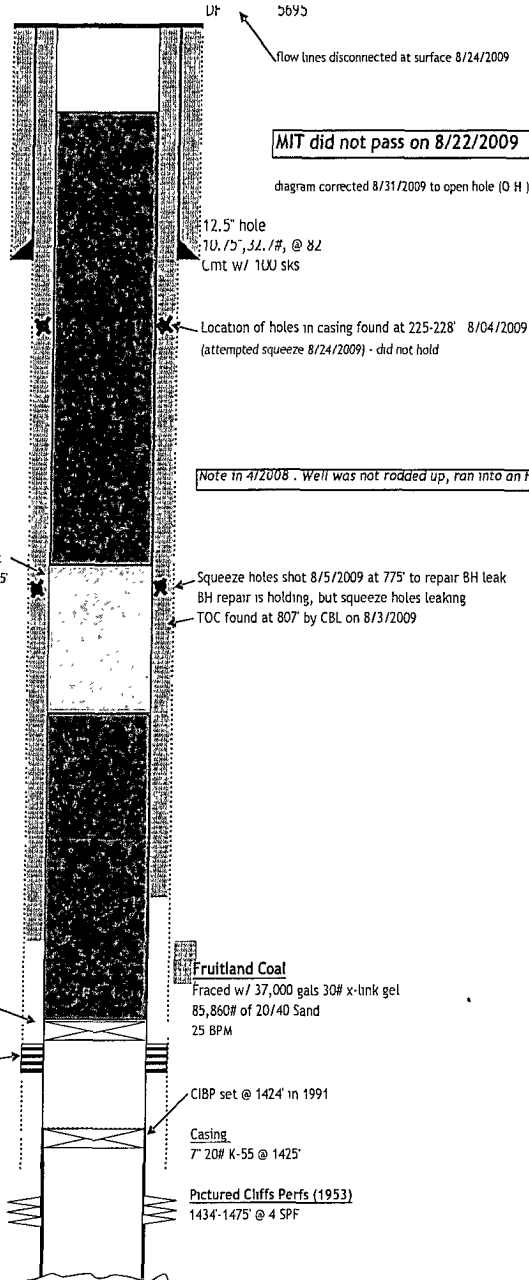 DF 5695
flow lines disconnected at surface 8/24/2009
MIT did not pass on 8/22/2009
diagram corrected 8/31/2009 to open hole (O H )
12.5" hole
10.75",32.7#, @ 82
Cmt w/ 100 sks
Location of holes in casing found at 225-228' 8/04/2009
(attempted squeeze 8/24/2009) - did not hold
Note in 4/2008 . Well was not rodded up, ran into an
5'
Squeeze holes shot 8/5/2009 at 775' to repair BH leak
BH repair is holding, but squeeze holes leaking
TOC found at 807' by CBL on 8/3/2009
Fruitland Coal
Fraced w/ 37,000 gals 30# x-link gel
85,860# of 20/40 Sand
25 BPM
CIBP set @ 1424' in 1991
Casing
7" 20# K-55 @ 1425'
Pictured Cliffs Perfs (1953)
1434'-1475' @ 4 SPF